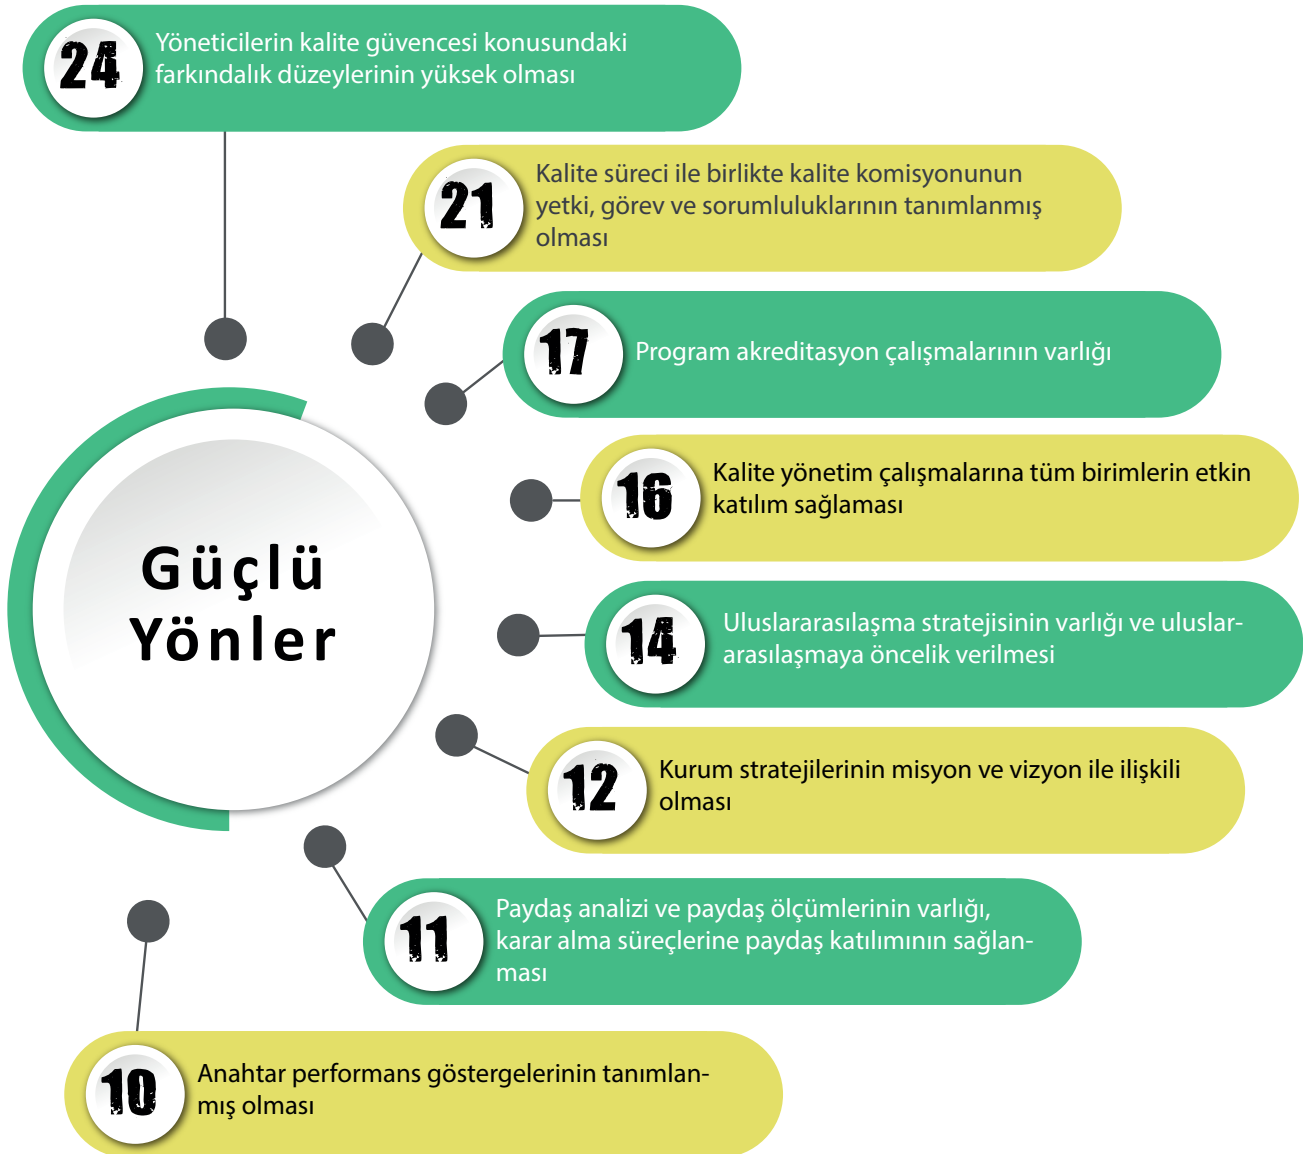 24
Yöneticilerin kalite güvencesi konusundaki
farkındalık düzeylerinin yüksek olması
21
Kalite süreci ile birlikte kalite komisyonunun
yetki, görev ve sorumluluklarının tanımlanmış
olması
17
Program akreditasyon çalışmalarının varlığı
16
Kalite yönetim çalışmalarına tüm birimlerin etkin
katılım sağlaması
Güçlü
Yönler
14
Uluslararasılaşma stratejisinin varlığı ve uluslar-
arasılaşmaya öncelik verilmesi
12
Kurum stratejilerinin misyon ve vizyon ile ilişkili
olması
11
Paydaş analizi ve paydaş ölçümlerinin varlığı,
karar alma süreçlerine paydaş katılımının sağlan-
ması
10
Anahtar performans göstergelerinin tanımlan-
mış olması